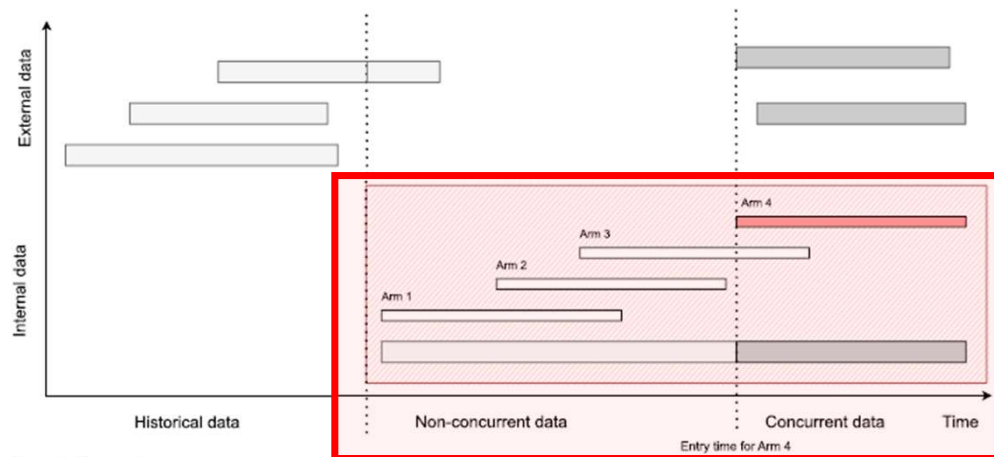 External data
Internal data
Arm 4
Arm 3
Arm 2
Arm 1
Historical data
Non-concurrent data
Concurrent data
Time
Entry time for Arm 4